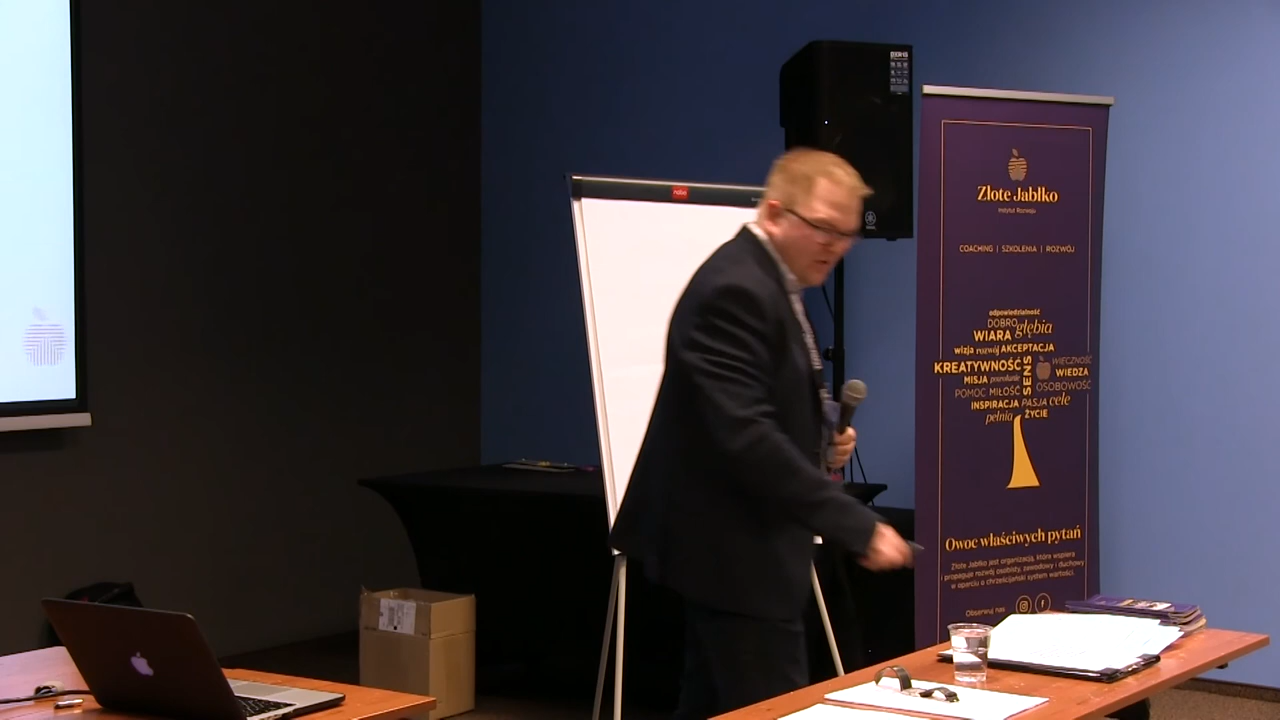 nobo
Złote Jabłko
Instytut Rozwoju
COACHING | SZKOLENIA | ROZWÓJ
odpowiedzialność
DOBRO głębia
WIARA
wizja rozwój AKCEPTACJA
KREATYWNOŚĆ SENS WIECZNOŚĆ
MISJA powołanie WIEDZA
POMOC MIŁOŚĆ OSOBOWOŚĆ
INSPIRACJA PASJA cele
pełnia ŻYCIE
Owoc właściwych pytań
Złote Jabłko jest organizacją, która wspiera
i propaguje rozwój osobisty, zawodowy i duchowy
w oparciu o chrześcijański system wartości.
Obserwuj nas